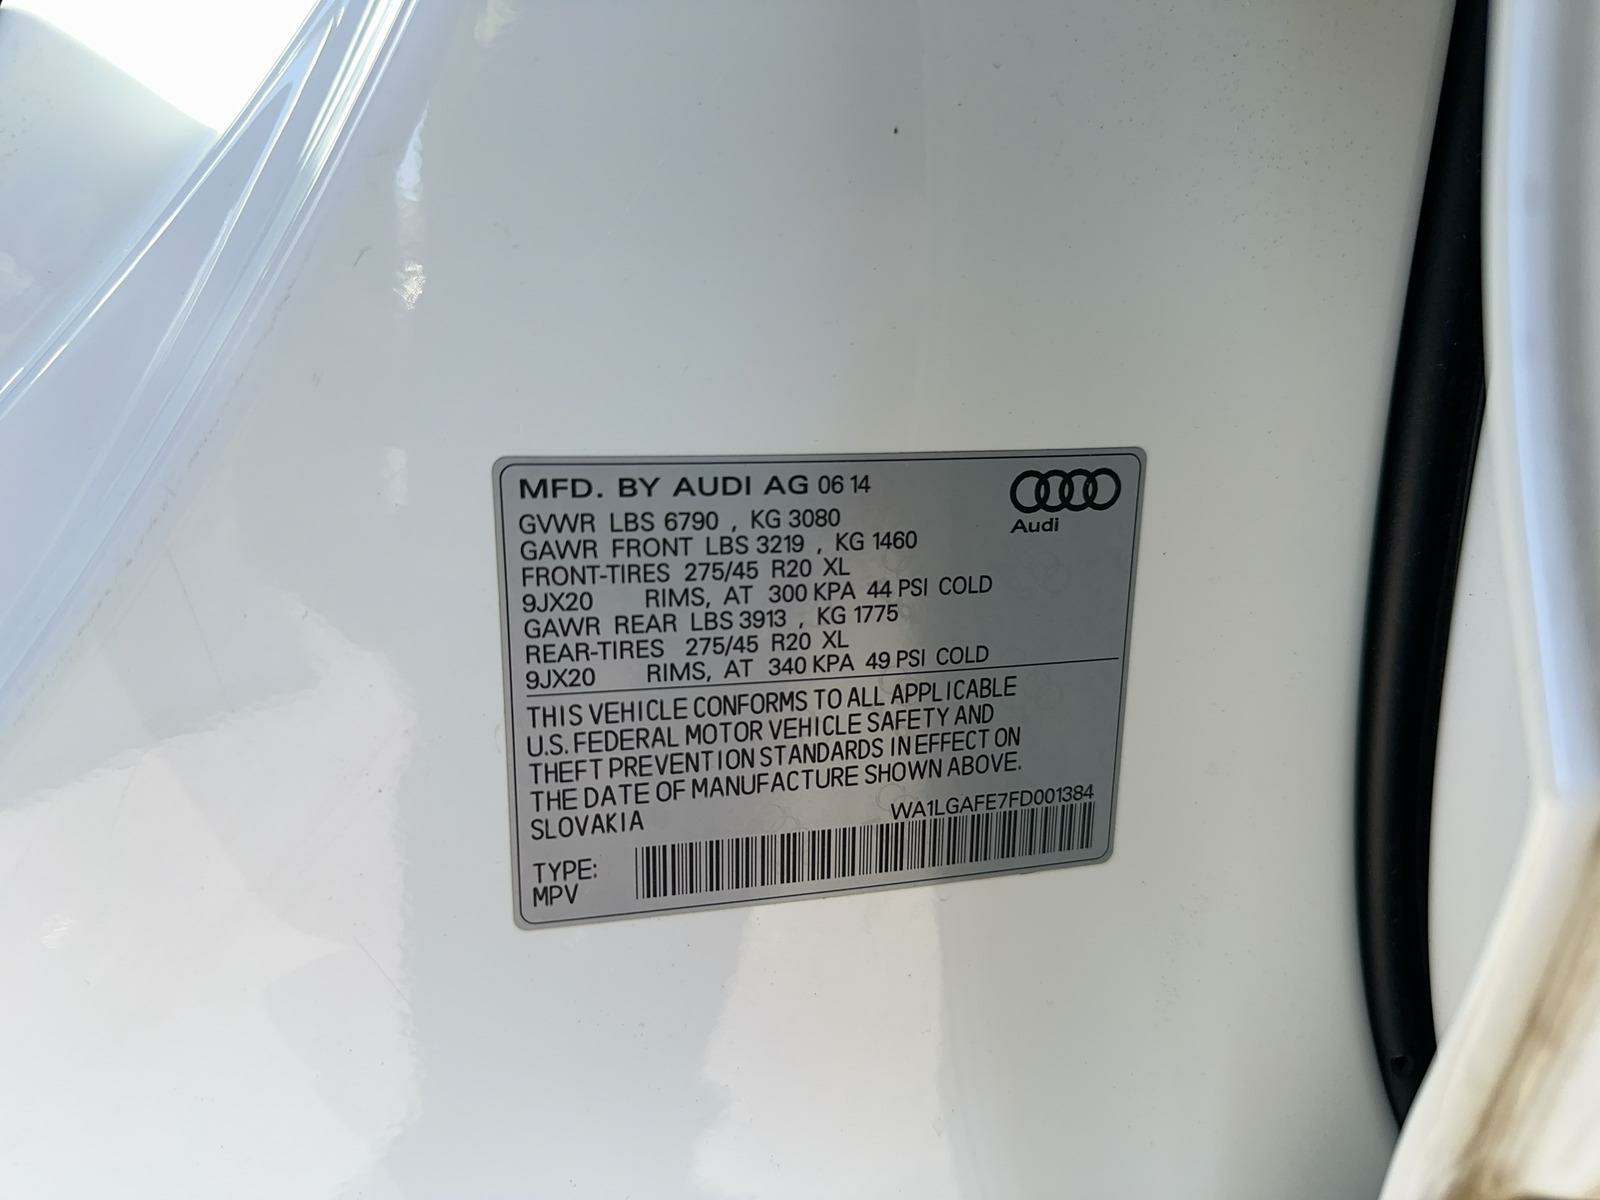 MFD. BY AUDI AG 06 14
Audi
GVWR LBS 6790 , KG 3080
GAWR FRONT LBS 3219 , KG 1460
FRONT-TIRES 275/45 R20 XL
9JX20 RIMS, AT 300 KPA 44 PSI COLD
GAWR REAR LBS 3913 , KG 1775
REAR-TIRES 275/45 R20 XL
9JX20 RIMS, AT 340 KPA 49 PSI COLD
THIS VEHICLE CONFORMS TO ALL APPLICABLE
U.S. FEDERAL MOTOR VEHICLE SAFETY AND
THEFT PREVENTION STANDARDS IN EFFECT ON
THE DATE OF MANUFACTURE SHOWN ABOVE.
SLOVAKIA
WA1LGAFE7FD001384
TYPE:
MPV